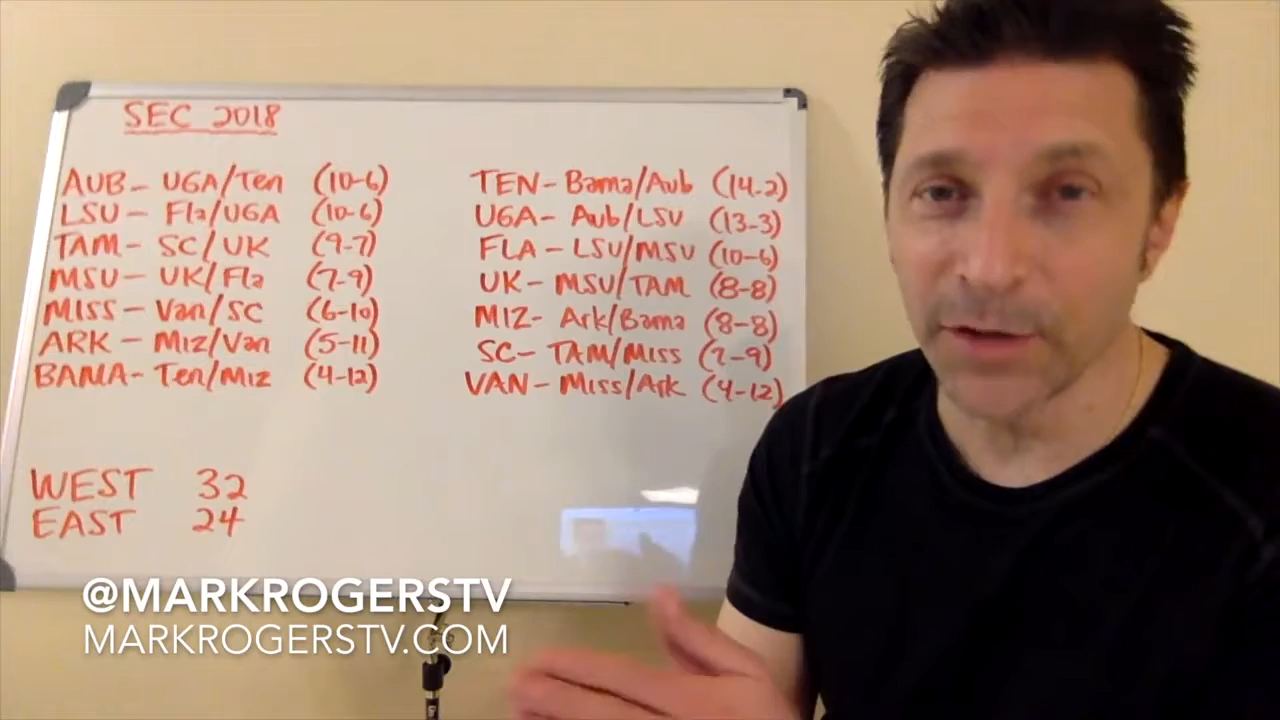 SEC 2018
AUB- UGA/Ten (10-6)
LSU- Fla/UGA (10-6)
TAM- SC/UK (9-7)
MSU- UK/Fla (7-9)
MISS- Van/SC (6-10)
ARK- Miz/Van (5-11)
BAMA- Ten/Miz (4-12)
TEN- Bama/Aub (14-2)
UGA- Aub/LSU (13-3)
FLA- LSU/MSU (10-6)
UK- MSU/TAM (8-8)
MIZ- Ark/Bama (8-8)
SC- TAM/Miss (7-9)
VAN- Miss/Ark (4-12)
WEST 32
EAST 24
@MARKROGERSTV
MARKROGERSTV.COM